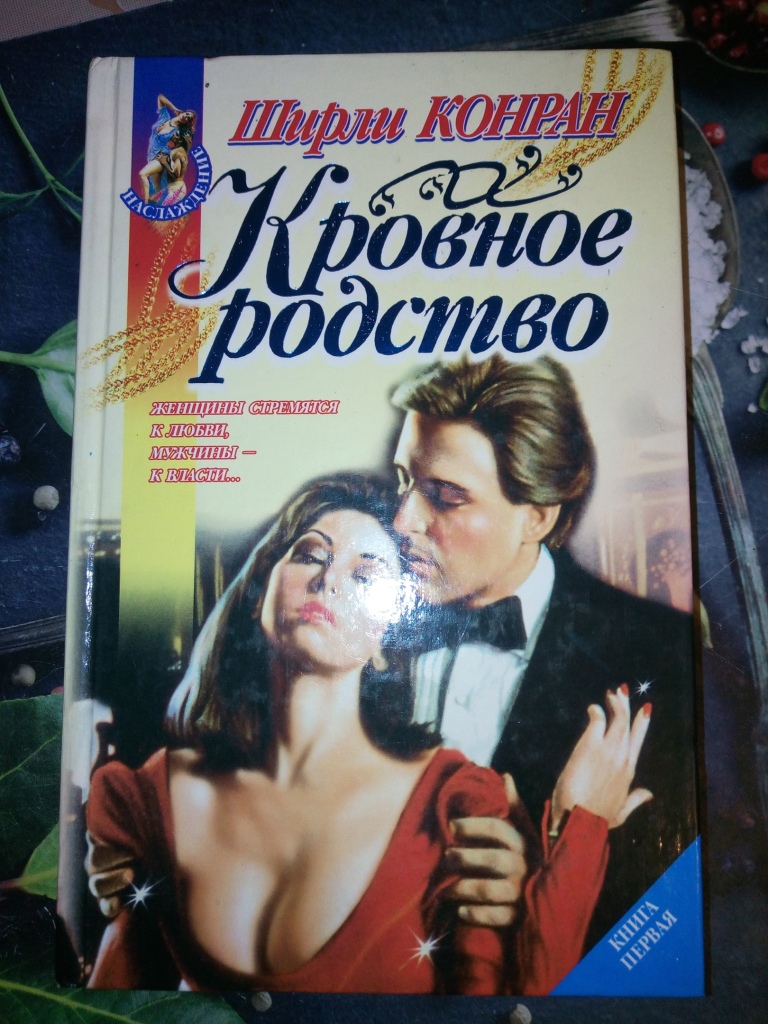 Ширли КОНРАН
НАСЛАЖДЕНИЕ
Кровное
родство
ЖЕНЩИНЫ СТРЕМЯТСЯ
К ЛЮБВИ,
МУЖЧИНЫ —
К ВЛАСТИ...
КНИГА
ПЕРВАЯ